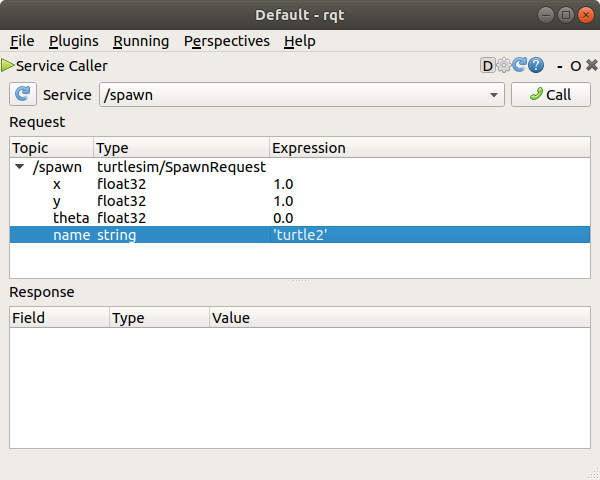 Default - rqt
File Plugins Running Perspectives Help
Service Caller D ? - O
Service /spawn Call
Request
Topic Type Expression
/spawn turtlesim/SpawnRequest
x float32 1.0
y float32 1.0
theta float32 0.0
name string 'turtle2'
Response
Field Type Value